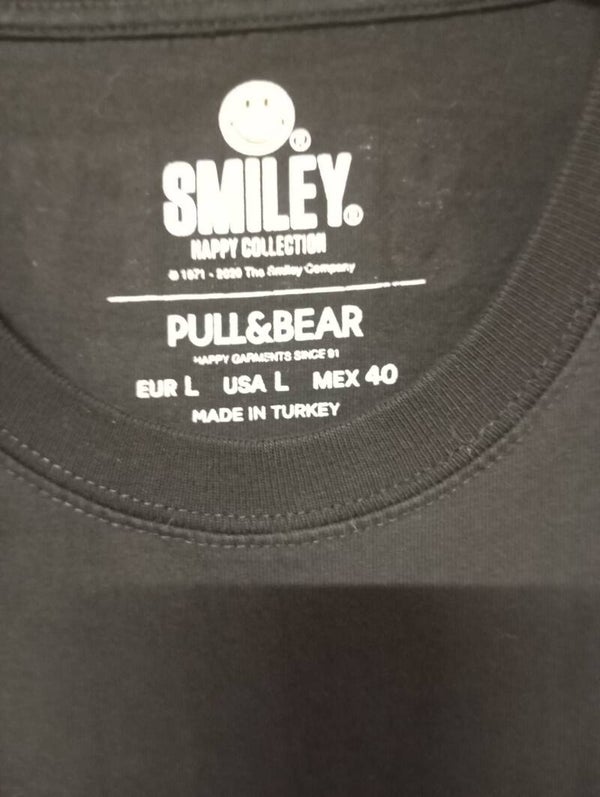 SMILEY®
HAPPY COLLECTION
© 1971 - 2020 The Smiley Company
PULL&BEAR
HAPPY GARMENTS SINCE 91
EUR L USA L MEX 40
MADE IN TURKEY